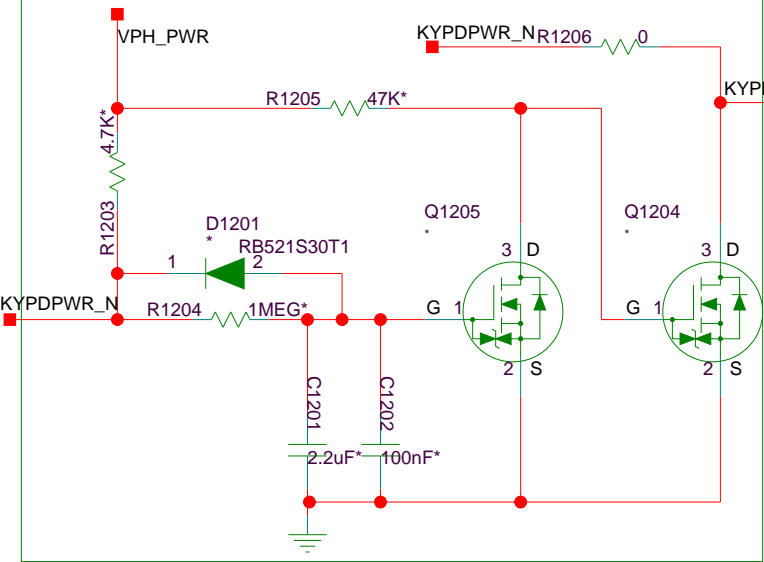 VPH_PWR
KYPDPWR_N
R1206
0
KYPD
R1205
47K*
4.7K*
R1203
D1201
*
RB521S30T1
1
2
Q1205
*
3
D
G
1
2
S
Q1204
*
3
D
G
1
2
S
KYPDPWR_N
R1204
1MEG*
C1201
2.2uF*
C1202
100nF*